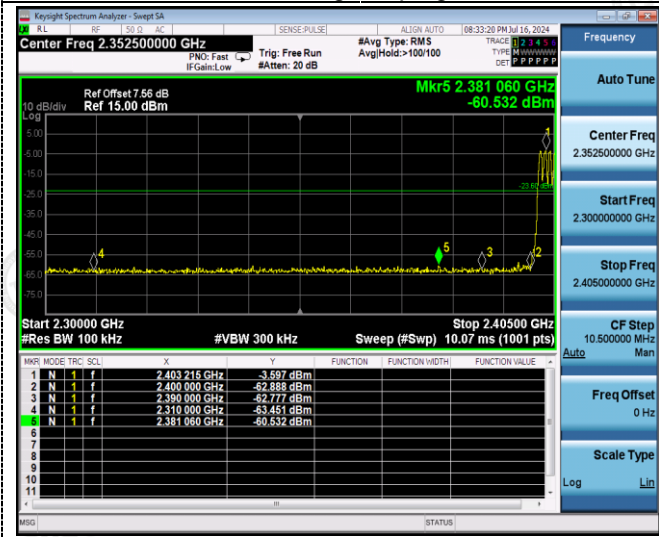 Keysight Spectrum Analyzer - Swept SA
RL RF 50 Ω AC SENSE:PULSE ALIGN AUTO 08:33:20 PM Jul 16, 2024
Center Freq 2.352500000 GHz
PNO: Fast
IFGain:Low
Trig: Free Run
#Atten: 20 dB
#Avg Type: RMS
Avg|Hold:>100/100
TRACE 1 2 3 4 5 6
TYPE M W W W W W
DET P P P P P P
Ref Offset 7.56 dB
10 dB/div Ref 15.00 dBm
Log
Mkr5 2.381 060 GHz
-60.532 dBm
5.00
-5.00
-15.0
-25.0
-35.0
-45.0
-55.0
-65.0
-75.0
1
-23.60 dBm
4
5
3
2
Start 2.30000 GHz Stop 2.40500 GHz
#Res BW 100 kHz #VBW 300 kHz Sweep (#Swp) 10.07 ms (1001 pts)
MKR MODE TRC SCL X Y FUNCTION FUNCTION WIDTH FUNCTION VALUE
1 N 1 f 2.403 215 GHz -3.597 dBm
2 N 1 f 2.400 000 GHz -62.888 dBm
3 N 1 f 2.390 000 GHz -62.777 dBm
4 N 1 f 2.310 000 GHz -63.451 dBm
5 N 1 f 2.381 060 GHz -60.532 dBm
6
7
8
9
10
11
MSG STATUS
Frequency
Auto Tune
Center Freq
2.352500000 GHz
Start Freq
2.300000000 GHz
Stop Freq
2.405000000 GHz
CF Step
10.500000 MHz
Auto Man
Freq Offset
0 Hz
Scale Type
Log Lin